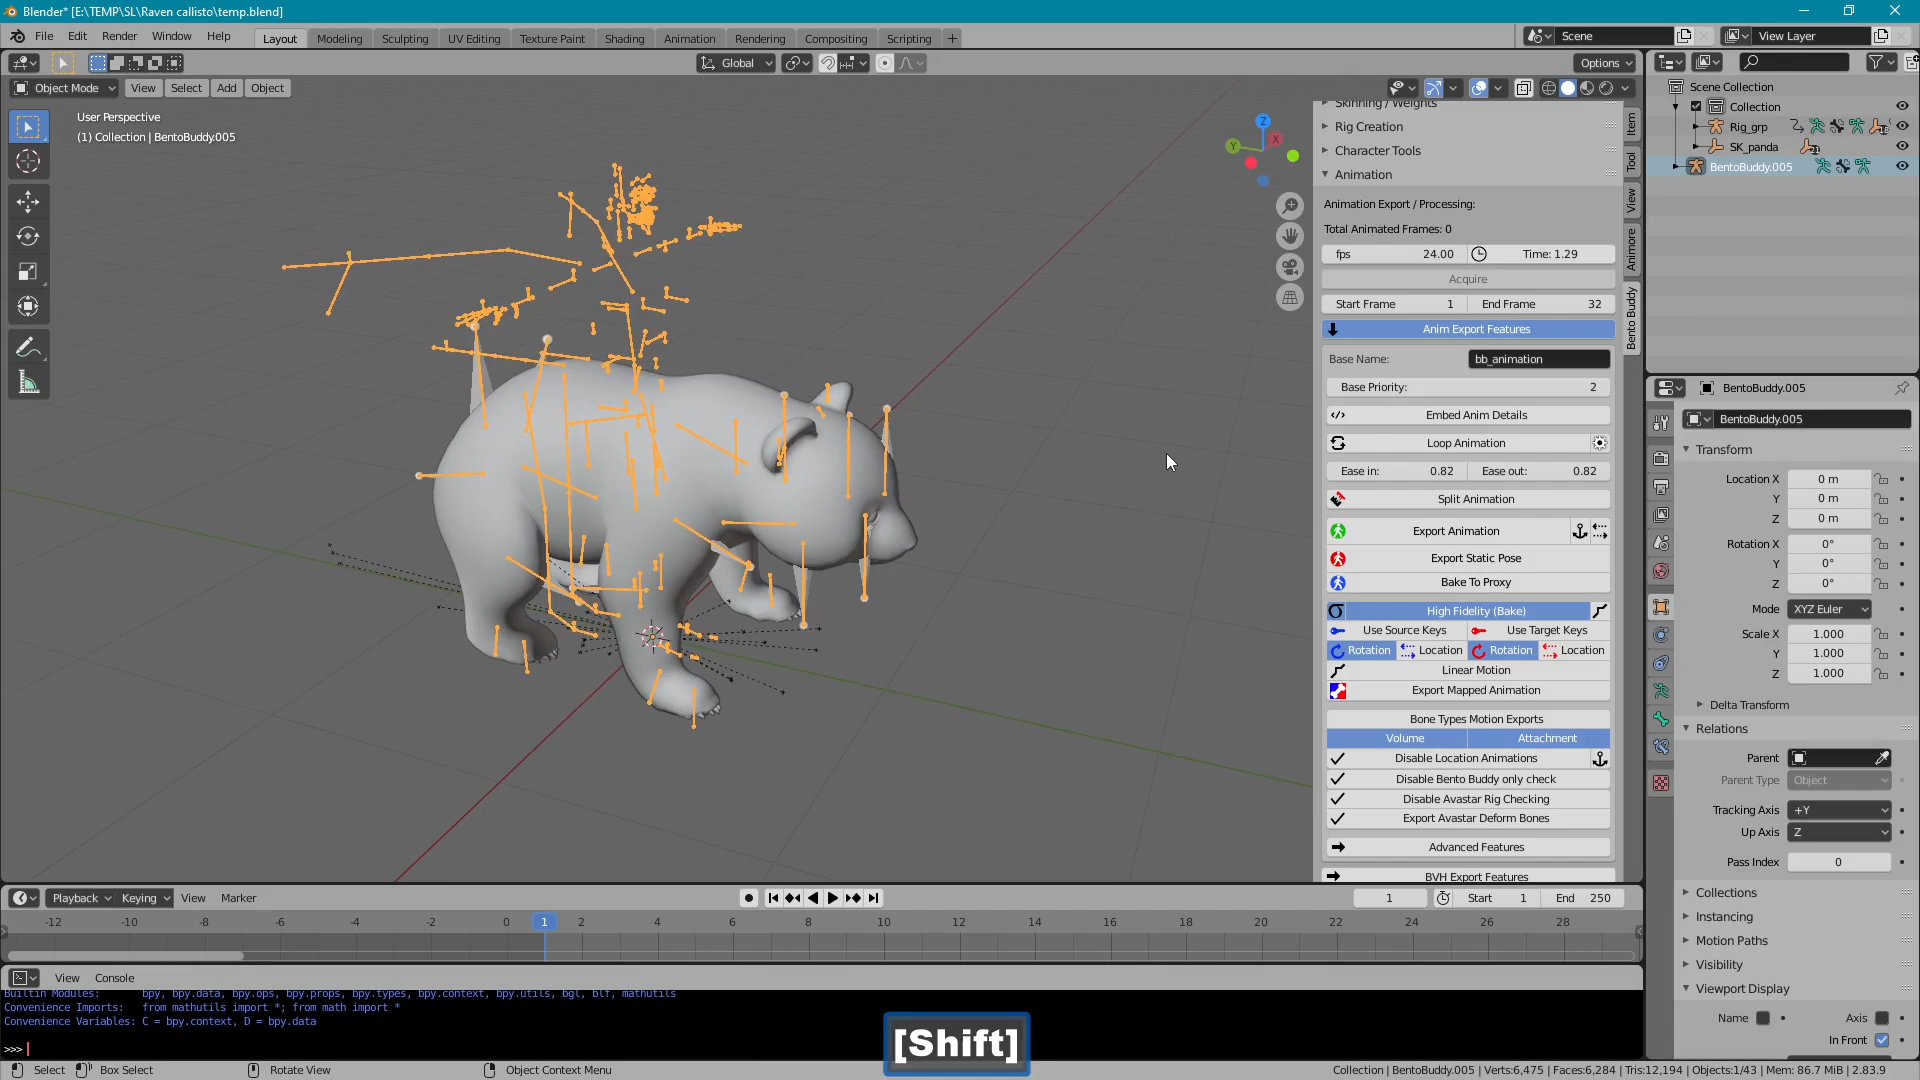 Blender* [E:\TEMP\SL\Raven callisto\temp.blend]
File Edit Render Window Help
Layout Modeling Sculpting UV Editing Texture Paint Shading Animation Rendering Compositing Scripting
Scene
View Layer
Global
Options
Object Mode View Select Add Object
User Perspective
(1) Collection | BentoBuddy.005
Z
Y
X
Skinning / Weights
Rig Creation
Character Tools
Animation
Animation Export / Processing:
Total Animated Frames: 0
fps 24.00 Time: 1.29
Acquire
Start Frame 1 End Frame 32
Anim Export Features
Base Name: bb_animation
Base Priority: 2
Embed Anim Details
Loop Animation
Ease in: 0.82 Ease out: 0.82
Split Animation
Export Animation
Export Static Pose
Bake To Proxy
High Fidelity (Bake)
Use Source Keys Use Target Keys
Rotation Location Rotation Location
Linear Motion
Export Mapped Animation
Bone Types Motion Exports
Volume Attachment
Disable Location Animations
Disable Bento Buddy only check
Disable Avastar Rig Checking
Export Avastar Deform Bones
Advanced Features
BVH Export Features
Item
Tool
View
Animore
Bento Buddy
Scene Collection
Collection
Rig_grp
SK_panda
21
BentoBuddy.005
BentoBuddy.005
BentoBuddy.005
Transform
Location X 0 m
Y 0 m
Z 0 m
Rotation X 0°
Y 0°
Z 0°
Mode XYZ Euler
Scale X 1.000
Y 1.000
Z 1.000
Delta Transform
Relations
Parent
Parent Type Object
Tracking Axis +Y
Up Axis Z
Pass Index 0
Collections
Instancing
Motion Paths
Visibility
Viewport Display
Name Axis
In Front
Playback Keying View Marker
1 Start 1 End 250
-12 -10 -8 -6 -4 -2 0 1 2 4 6 8 10 12 14 16 18 20 22 24 26 28
View Console
Builtin Modules: bpy, bpy.data, bpy.ops, bpy.props, bpy.types, bpy.context, bpy.utils, bgl, blf, mathutils
Convenience Imports: from mathutils import *; from math import *
Convenience Variables: C = bpy.context, D = bpy.data
>>>
[Shift]
Select Box Select Rotate View Object Context Menu
Collection | BentoBuddy.005 | Verts:6,475 | Faces:6,284 | Tris:12,194 | Objects:1/43 | Mem: 86.7 MiB | 2.83.9